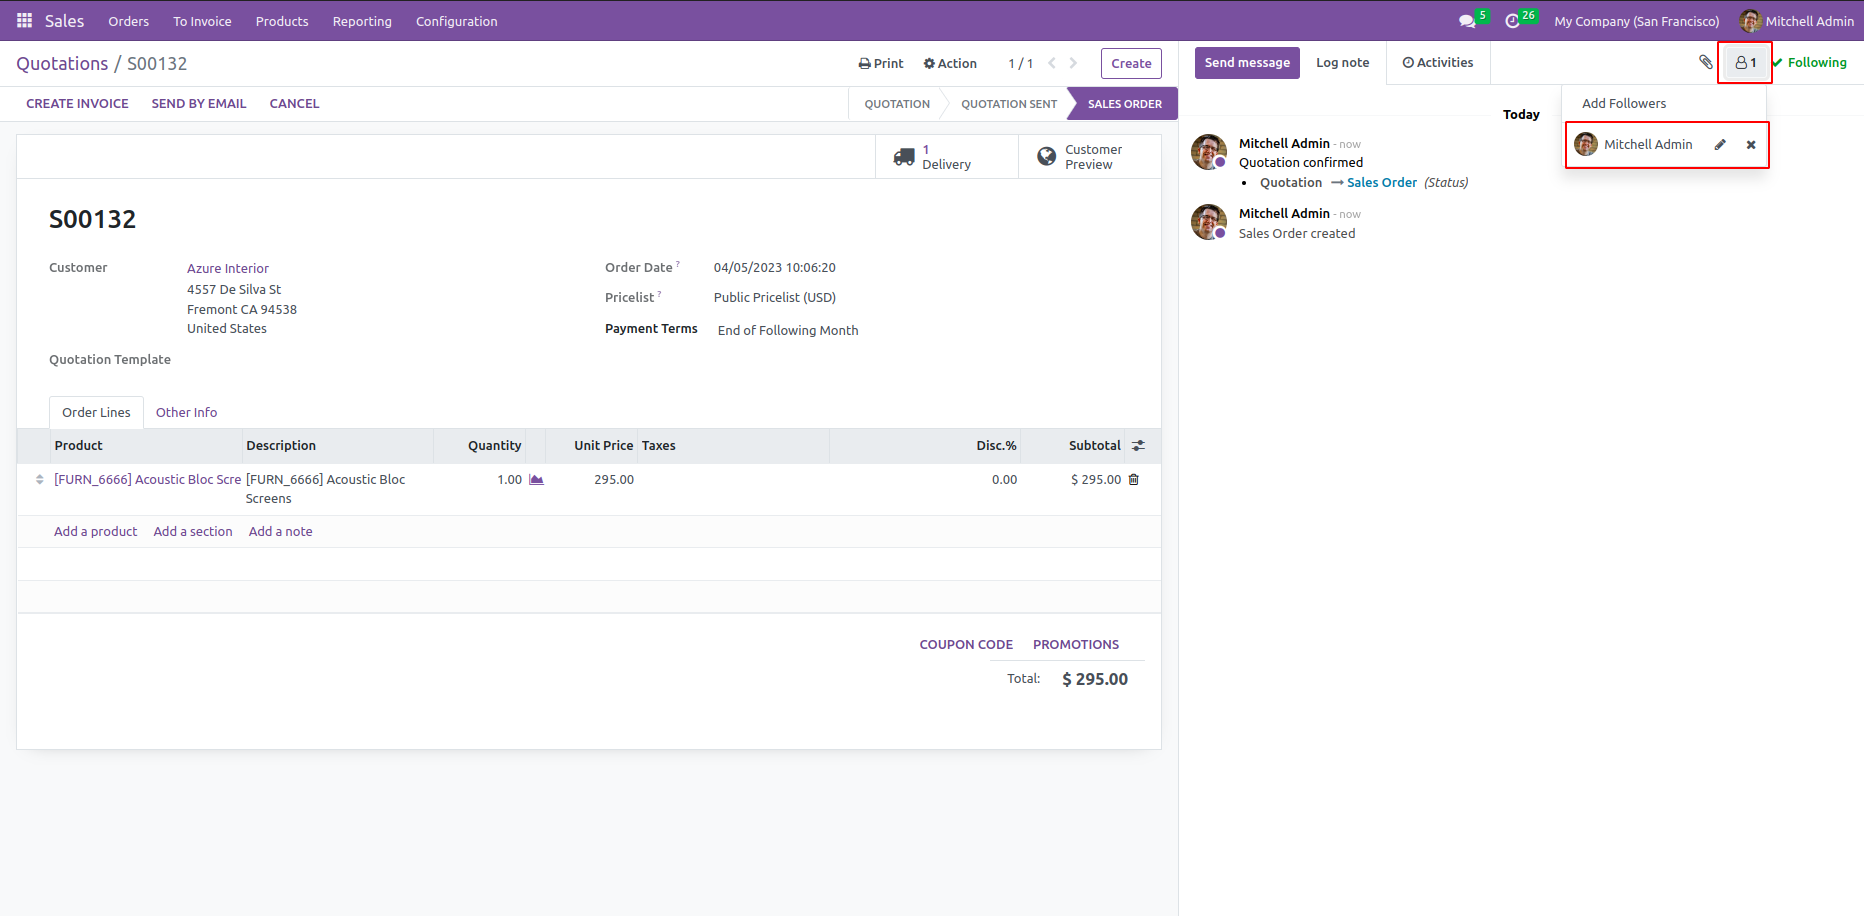 Sales Orders To Invoice Products Reporting Configuration 5 26 My Company (San Francisco) Mitchell Admin
Quotations / S00132
Print Action 1 / 1 Create
CREATE INVOICE SEND BY EMAIL CANCEL
QUOTATION QUOTATION SENT SALES ORDER
1
Delivery
Customer
Preview
S00132
Customer
Azure Interior
4557 De Silva St
Fremont CA 94538
United States
Quotation Template
Order Date ? 04/05/2023 10:06:20
Pricelist ? Public Pricelist (USD)
Payment Terms End of Following Month
Order Lines Other Info
Product Description Quantity Unit Price Taxes Disc.% Subtotal
[FURN_6666] Acoustic Bloc Scre [FURN_6666] Acoustic Bloc 1.00 295.00 0.00 $ 295.00
Screens
Add a product Add a section Add a note
COUPON CODE PROMOTIONS
Total: $ 295.00
Send message Log note Activities 1 Following
Add Followers
Mitchell Admin
Today
Mitchell Admin - now
Quotation confirmed
• Quotation → Sales Order (Status)
Mitchell Admin - now
Sales Order created